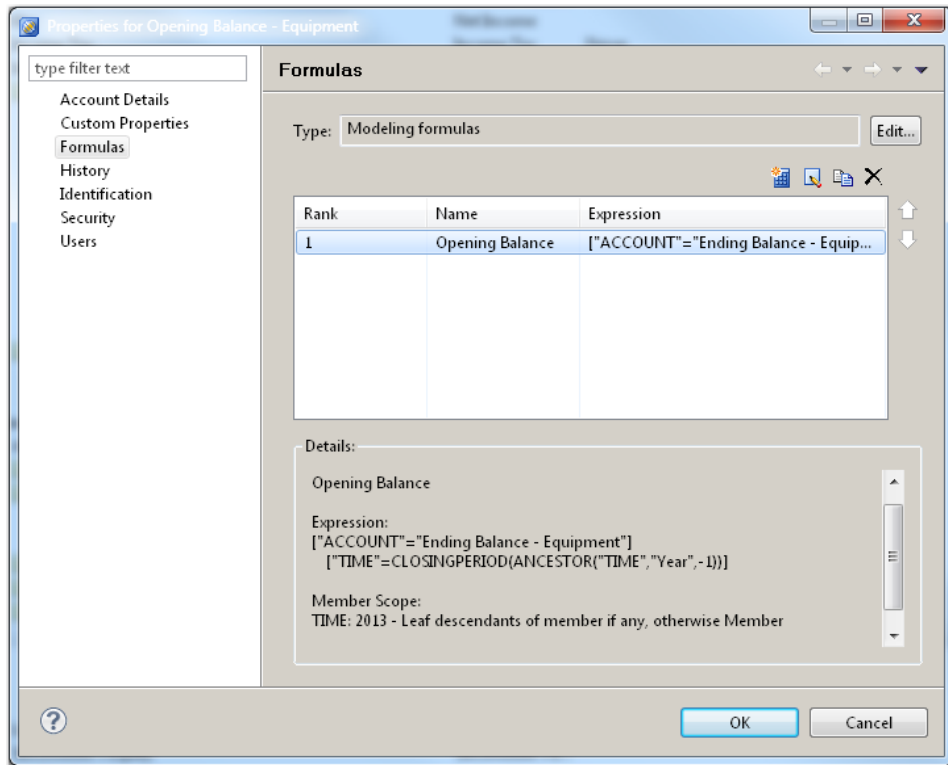 Properties for Opening Balance - Equipment
type filter text
Account Details
Custom Properties
Formulas
History
Identification
Security
Users
Formulas
Type: Modeling formulas Edit...
Rank Name Expression
1 Opening Balance ["ACCOUNT"="Ending Balance - Equip...
Details:
Opening Balance
Expression:
["ACCOUNT"="Ending Balance - Equipment"]
["TIME"=CLOSINGPERIOD(ANCESTOR("TIME","Year",-1))]
Member Scope:
TIME: 2013 - Leaf descendants of member if any, otherwise Member
? OK Cancel